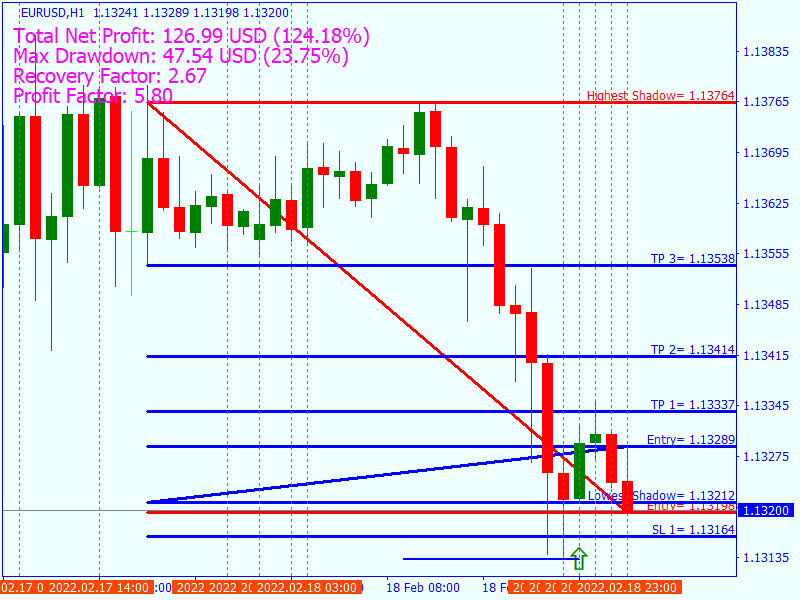 EURUSD,H1 1.13241 1.13289 1.13198 1.13200
Total Net Profit: 126.99 USD (124.18%)
Max Drawdown: 47.54 USD (23.75%)
Recovery Factor: 2.67
Profit Factor: 5.80
1.13835
Highest Shadow= 1.13764
1.13765
1.13695
1.13625
1.13555
TP 3= 1.13538
1.13485
TP 2= 1.13414
1.13415
TP 1= 1.13337
1.13345
Entry= 1.13289
1.13275
Lowest Shadow= 1.13212
Entry= 1.13198
1.13200
SL 1= 1.13164
1.13135
02.17 0 2022.02.17 14:00 :00 2022 2022 20 2022.02.18 03:00 18 Feb 08:00 18 F 20 20 20 20 2022.02.18 23:00